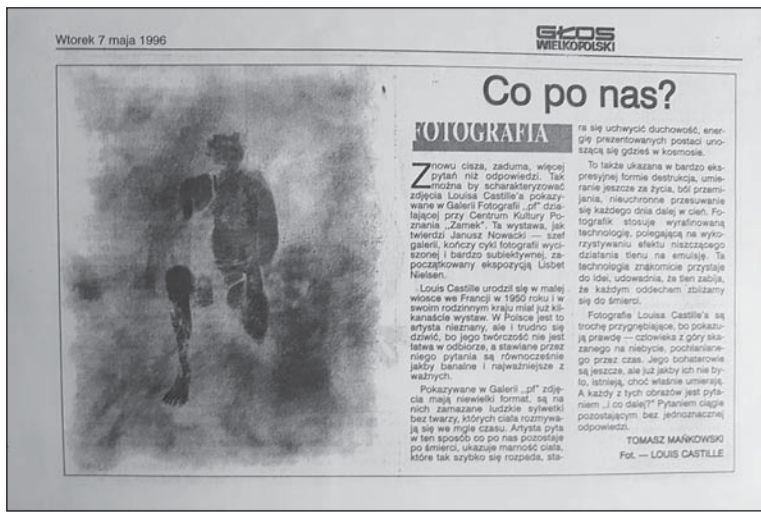 Wtorek 7 maja 1996
GŁOS
WIELKOPOLSKI
Co po nas?
FOTOGRAFIA
Znowu cisza, zaduma, więcej
pytań niż odpowiedzi. Tak
można by scharakteryzować
zdjęcia Louisa Castille'a pokazy-
wane w Galerii Fotografii „pf" dzia-
łającej przy Centrum Kultury Po-
znania „Zamek". Ta wystawa, jak
twierdzi Janusz Nowacki — szef
galerii, kończy cykl fotografii wyci-
szonej i bardzo subiektywnej, za-
początkowany ekspozycją Lisbet
Nielsen.
Louis Castille urodził się w małej
wiosce we Francji w 1950 roku i w
swoim rodzinnym kraju miał już kil-
kanaście wystaw. W Polsce jest to
artysta nieznany, ale i trudno się
dziwić, bo jego twórczość nie jest
łatwa w odbiorze, a stawiane przez
niego pytania są równocześnie
jakby banalne i najważniejsze z
ważnych.
Pokazywane w Galerii „pf" zdję-
cia mają niewielki format, są na
nich zamazane ludzkie sylwetki
bez twarzy, których ciała rozmywa-
ją się we mgle czasu. Artysta pyta
w ten sposób co po nas pozostaje
po śmierci, ukazuje marność ciała,
które tak szybko się rozpada, sta-
ra się uchwycić duchowość, ener-
gię prezentowanych postaci uno-
szącą się gdzieś w kosmosie.
To także ukazana w bardzo eks-
presyjnej formie destrukcja, umie-
ranie jeszcze za życia, ból przemi-
jania, nieuchronne przesuwanie
się każdego dnia dalej w cień. Fo-
tografik stosuje wyrafinowaną
technologię, polegającą na wyko-
rzystywaniu efektu niszczącego
działania tlenu na emulsję. Ta
technologia znakomicie przystaje
do idei, udowadnia, że tlen zabija,
że każdym oddechem zbliżamy
się do śmierci.
Fotografie Louisa Castille'a są
trochę przygnębiające, bo pokazu-
ją prawdę — człowieka z góry ska-
zanego na niebycie, pochłaniane-
go przez czas. Jego bohaterowie
są jeszcze, ale już jakby ich nie by-
ło, istnieją, choć właśnie umierają.
A każdy z tych obrazów jest pyta-
niem „i co dalej?" Pytaniem ciągle
pozostającym bez jednoznacznej
odpowiedzi.
TOMASZ MAŃKOWSKI
Fot. — LOUIS CASTILLE